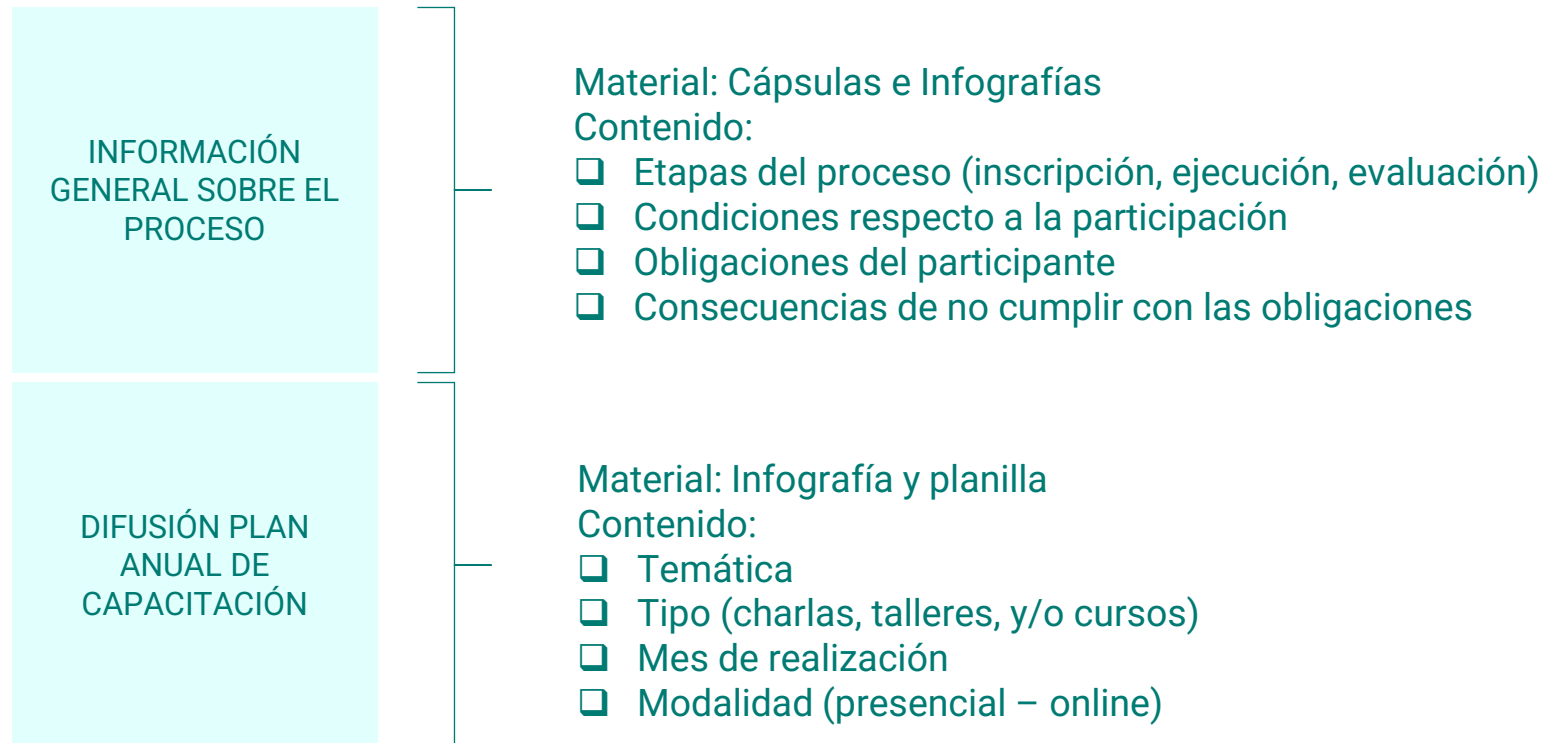 INFORMACIÓN
GENERAL SOBRE EL
PROCESO
Material: Cápsulas e Infografías
Contenido:
❑ Etapas del proceso (inscripción, ejecución, evaluación)
❑ Condiciones respecto a la participación
❑ Obligaciones del participante
❑ Consecuencias de no cumplir con las obligaciones
DIFUSIÓN PLAN
ANUAL DE
CAPACITACIÓN
Material: Infografía y planilla
Contenido:
❑ Temática
❑ Tipo (charlas, talleres, y/o cursos)
❑ Mes de realización
❑ Modalidad (presencial – online)